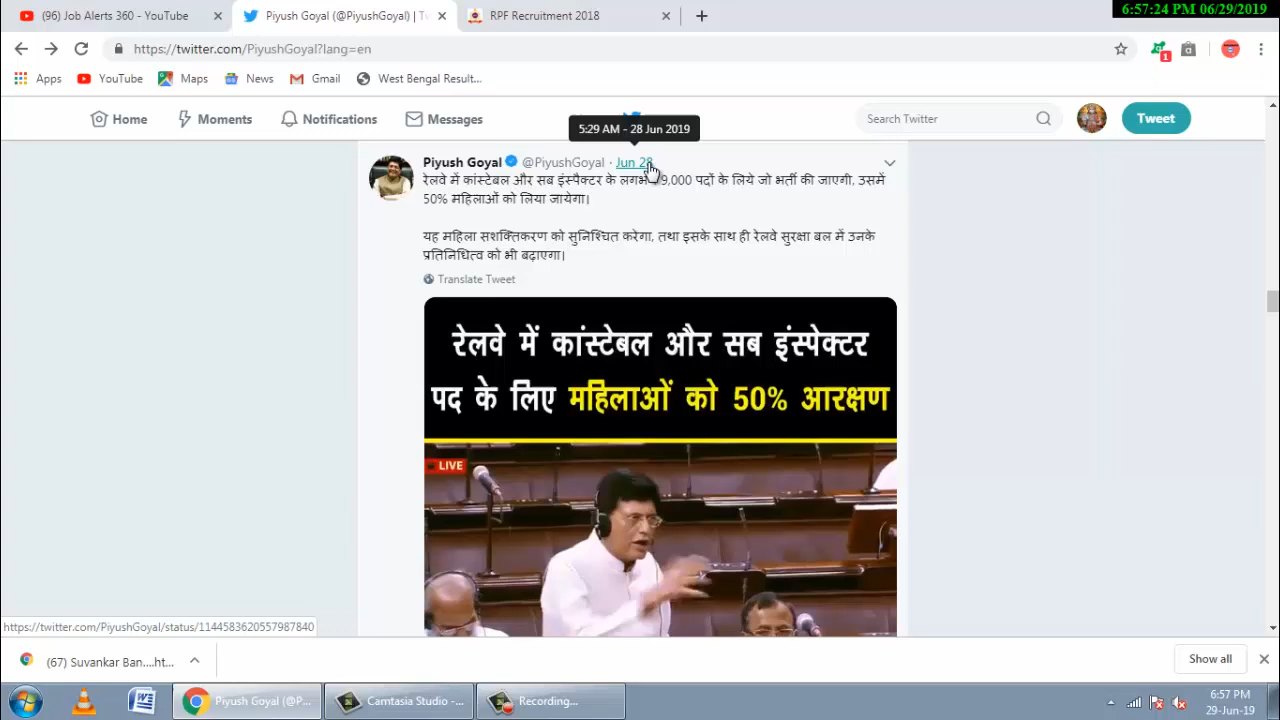 6:57:24 PM 06/29/2019
(96) Job Alerts 360 - YouTube
Piyush Goyal (@PiyushGoyal) | Tw
RPF Recruitment 2018
https://twitter.com/PiyushGoyal?lang=en
1
Apps
YouTube
Maps
News
Gmail
West Bengal Result...
Home
Moments
Notifications
Messages
Search Twitter
Tweet
5:29 AM - 28 Jun 2019
Piyush Goyal @PiyushGoyal · Jun 28
रेलवे में कांस्टेबल और सब इंस्पैक्टर के लगभ 9,000 पदों के लिये जो भर्ती की जाएगी, उसमें
50% महिलाओं को लिया जायेगा।
यह महिला सशक्तिकरण को सुनिश्चित करेगा, तथा इसके साथ ही रेलवे सुरक्षा बल में उनके
प्रतिनिधित्व को भी बढ़ाएगा।
Translate Tweet
रेलवे में कांस्टेबल और सब इंस्पेक्टर
पद के लिए महिलाओं को 50% आरक्षण
LIVE
https://twitter.com/PiyushGoyal/status/1144583620557987840
(67) Suvankar Ban....ht...
Show all
Piyush Goyal (@P...
Camtasia Studio -...
Recording...
6:57 PM
29-Jun-19